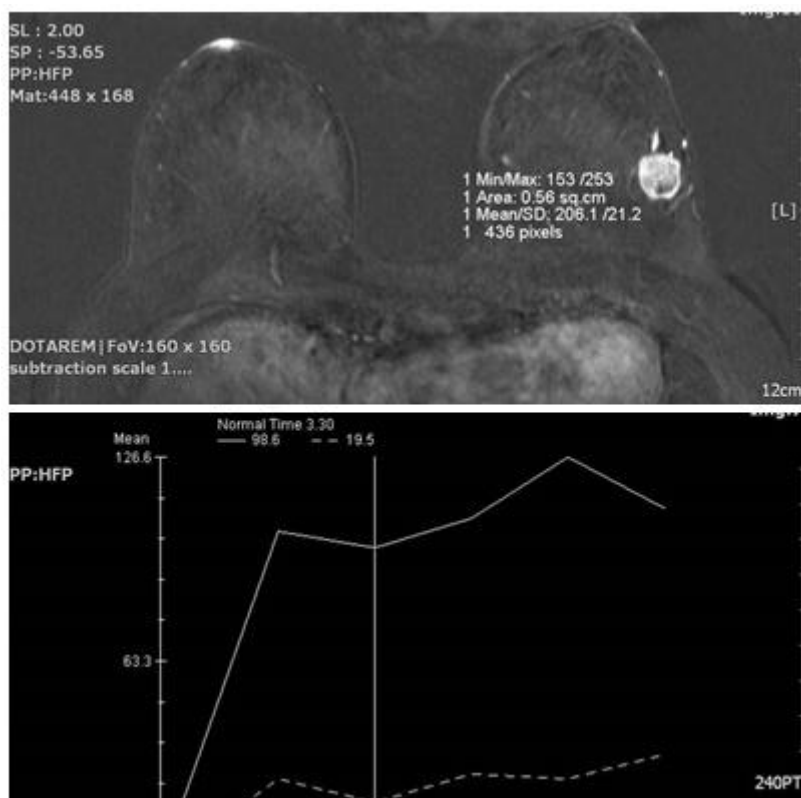 SL : 2.00
SP : -53.65
PP:HFP
Mat:448 x 168
1 Min/Max: 153 /253
1 Area: 0.56 sq.cm
1 Mean/SD: 206.1 /21.2
1 436 pixels
[L]
DOTAREM|FoV:160 x 160
subtraction scale 1....
12cm
Normal Time 3.30
Mean
98.6
19.5
126.6
PP:HFP
63.3
240PT